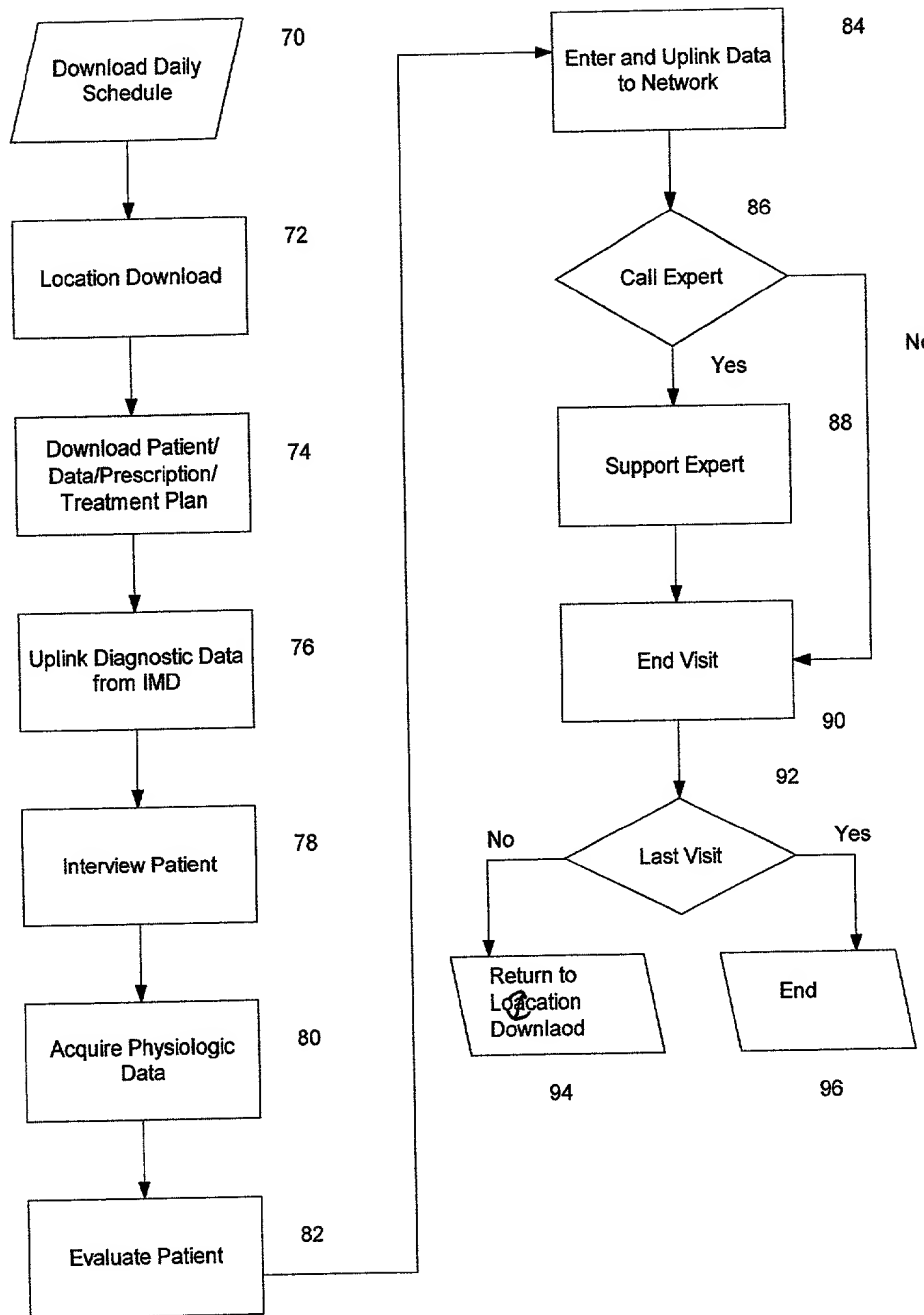 Download Daily
Schedule
70
Location Download
72
Download Patient/
Data/Prescription/
Treatment Plan
74
Uplink Diagnostic Data
from IMD
76
Interview Patient
78
Acquire Physiologic
Data
80
Evaluate Patient
82
Enter and Uplink Data
to Network
84
Call Expert
86
Yes
No
Support Expert
88
End Visit
90
Last Visit
92
No
Yes
Return to
Loacation
Downlaod
94
End
96